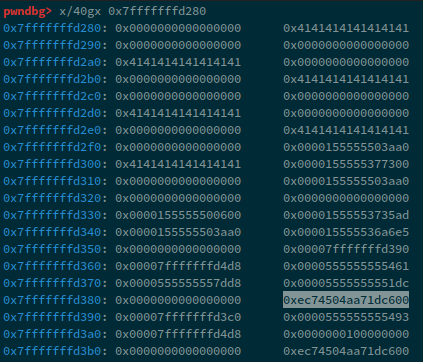 pwndbg> x/40gx 0x7fffffffd280
0x7fffffffd280: 0x0000000000000000 0x4141414141414141
0x7fffffffd290: 0x0000000000000000 0x0000000000000000
0x7fffffffd2a0: 0x4141414141414141 0x0000000000000000
0x7fffffffd2b0: 0x0000000000000000 0x4141414141414141
0x7fffffffd2c0: 0x0000000000000000 0x0000000000000000
0x7fffffffd2d0: 0x4141414141414141 0x0000000000000000
0x7fffffffd2e0: 0x0000000000000000 0x4141414141414141
0x7fffffffd2f0: 0x0000000000000000 0x0000155555503aa0
0x7fffffffd300: 0x4141414141414141 0x0000155555377300
0x7fffffffd310: 0x0000000000000000 0x0000155555503aa0
0x7fffffffd320: 0x0000000000000000 0x0000000000000000
0x7fffffffd330: 0x0000155555500600 0x00001555553735ad
0x7fffffffd340: 0x0000155555503aa0 0x000015555536a6e5
0x7fffffffd350: 0x0000000000000000 0x00007fffffffd390
0x7fffffffd360: 0x00007fffffffd4d8 0x0000555555555461
0x7fffffffd370: 0x0000555555557dd8 0x00005555555551dc
0x7fffffffd380: 0x0000000000000000 0xec74504aa71dc600
0x7fffffffd390: 0x00007fffffffd3c0 0x0000555555555493
0x7fffffffd3a0: 0x00007fffffffd4d8 0x0000000100000000
0x7fffffffd3b0: 0x0000000000000000 0xec74504aa71dc600